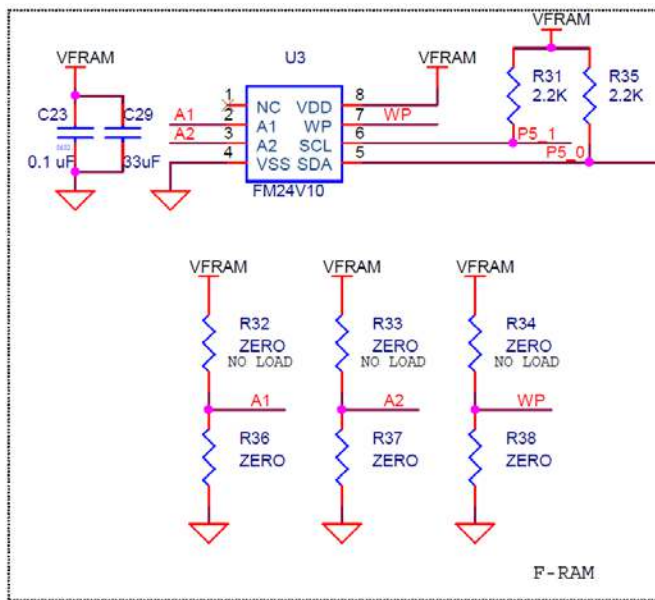 VFRAM
C23
C29
0.1 uF
33uF
U3
A1
A2
1
2
3
4
NC
A1
A2
VSS
VDD
WP
SCL
SDA
8
7
6
5
FM24V10
VFRAM
WP
VFRAM
R31
2.2K
R35
2.2K
P5_1
P5_0
VFRAM
R32
ZERO
NO LOAD
A1
R36
ZERO
VFRAM
R33
ZERO
NO LOAD
A2
R37
ZERO
VFRAM
R34
ZERO
NO LOAD
WP
R38
ZERO
F-RAM